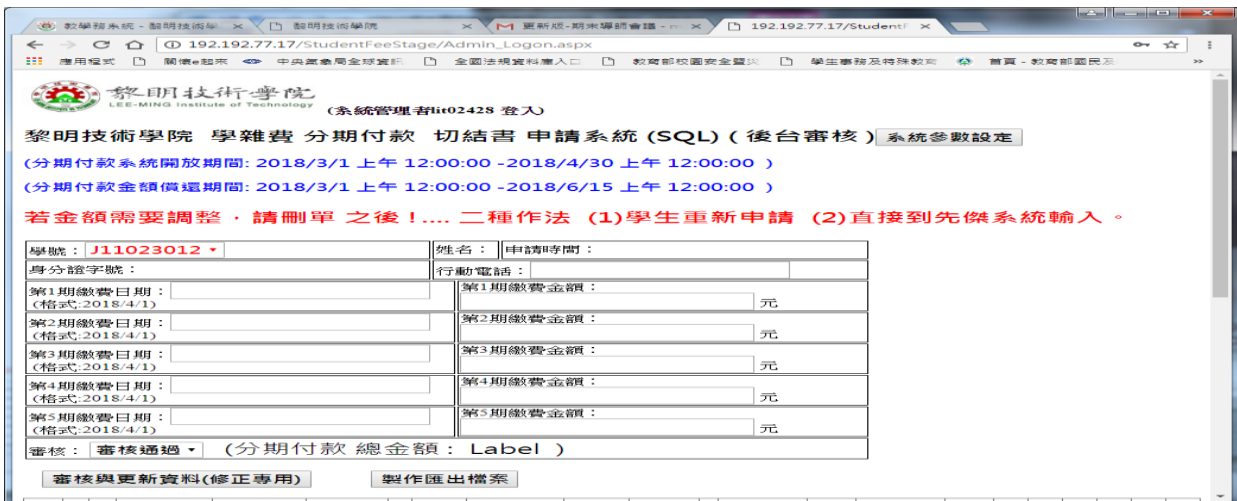 教學務系統 - 黎明技術學
黎明技術學院
更新版-期末導師會議 - n
192.192.77.17/StudentF
192.192.77.17/StudentFeeStage/Admin_Logon.aspx
應用程式 關懷e起來 中央氣象局全球資訊 全國法規資料庫入口 教育部校園安全暨災 學生事務及特殊教育 首頁 - 教育部國民及 »
黎明技術學院
LEE-MING Institute of Technology
(系統管理者lit02428 登入)
黎明技術學院 學雜費 分期付款 切結書 申請系統 (SQL) ( 後台審核 ) 系統參數設定
(分期付款系統開放期間: 2018/3/1 上午 12:00:00 -2018/4/30 上午 12:00:00 )
(分期付款金額償還期間: 2018/3/1 上午 12:00:00 -2018/6/15 上午 12:00:00 )
若金額需要調整，請刪單 之後！.... 二種作法 (1)學生重新申請 (2)直接到先傑系統輸入。
學號： J11023012 姓名： 申請時間：
身分證字號： 行動電話：
第1期繳費日期： 第1期繳費金額：
(格式:2018/4/1) 元
第2期繳費日期： 第2期繳費金額：
(格式:2018/4/1) 元
第3期繳費日期： 第3期繳費金額：
(格式:2018/4/1) 元
第4期繳費日期： 第4期繳費金額：
(格式:2018/4/1) 元
第5期繳費日期： 第5期繳費金額：
(格式:2018/4/1) 元
審核： 審核通過 (分期付款 總金額： Label )
審核與更新資料(修正專用) 製作匯出檔案